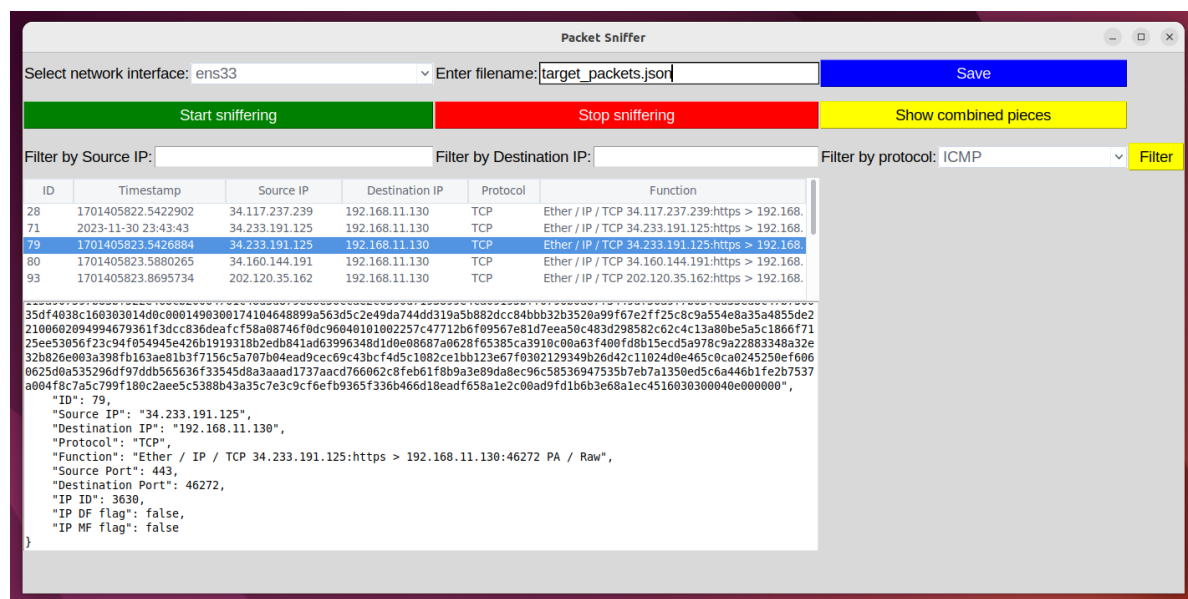 Packet Sniffer
Select network interface: ens33 Enter filename: target_packets.json Save
Start sniffering Stop sniffering Show combined pieces
Filter by Source IP: Filter by Destination IP: Filter by protocol: ICMP Filter
ID Timestamp Source IP Destination IP Protocol Function
28 1701405822.5422902 34.117.237.239 192.168.11.130 TCP Ether / IP / TCP 34.117.237.239:https > 192.168.
71 2023-11-30 23:43:43 34.233.191.125 192.168.11.130 TCP Ether / IP / TCP 34.233.191.125:https > 192.168.
79 1701405823.5426884 34.233.191.125 192.168.11.130 TCP Ether / IP / TCP 34.233.191.125:https > 192.168.
80 1701405823.5880265 34.160.144.191 192.168.11.130 TCP Ether / IP / TCP 34.160.144.191:https > 192.168.
93 1701405823.8695734 202.120.35.162 192.168.11.130 TCP Ether / IP / TCP 202.120.35.162:https > 192.168.
35df4038c160303014d0c0001490300174104648899a563d5c2e49da744dd319a5b882dcc84bbb32b3520a99f67e2ff25c8c9a554e8a35a4855de2
2100602094994679361f3dcc836deafcf58a08746f0dc96040101002257c47712b6f09567e81d7eea50c483d298582c62c4c13a80be5a5c1866f71
25ee53056f23c94f054945e426b1919318b2edb841ad63996348d1d0e08687a0628f65385ca3910c00a63f400fd8b15ecd5a978c9a22883348a32e
32b826e003a398fb163ae81b3f7156c5a707b04ead9cec69c43bcf4d5c1082ce1bb123e67f0302129349b26d42c11024d0e465c0ca0245250ef606
0625d0a535296df97ddb565636f33545d8a3aaad1737aacd766062c8feb61f8b9a3e89da8ec96c58536947535b7eb7a1350ed5c6a446b1fe2b7537
a004f8c7a5c799f180c2aee5c5388b43a35c7e3c9cf6efb9365f336b466d18eadf658a1e2c00ad9fd1b6b3e68a1ec4516030300040e000000",
"ID": 79,
"Source IP": "34.233.191.125",
"Destination IP": "192.168.11.130",
"Protocol": "TCP",
"Function": "Ether / IP / TCP 34.233.191.125:https > 192.168.11.130:46272 PA / Raw",
"Source Port": 443,
"Destination Port": 46272,
"IP ID": 3630,
"IP DF flag": false,
"IP MF flag": false
}